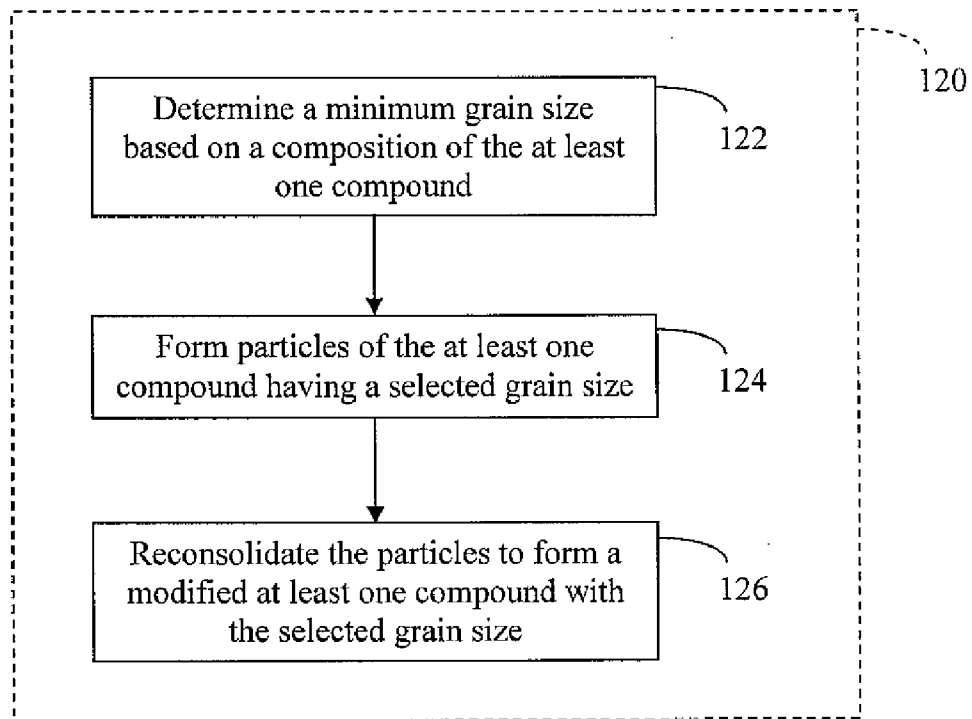 120
Determine a minimum grain size
based on a composition of the at least
one compound
122
Form particles of the at least one
compound having a selected grain size
124
Reconsolidate the particles to form a
modified at least one compound with
the selected grain size
126